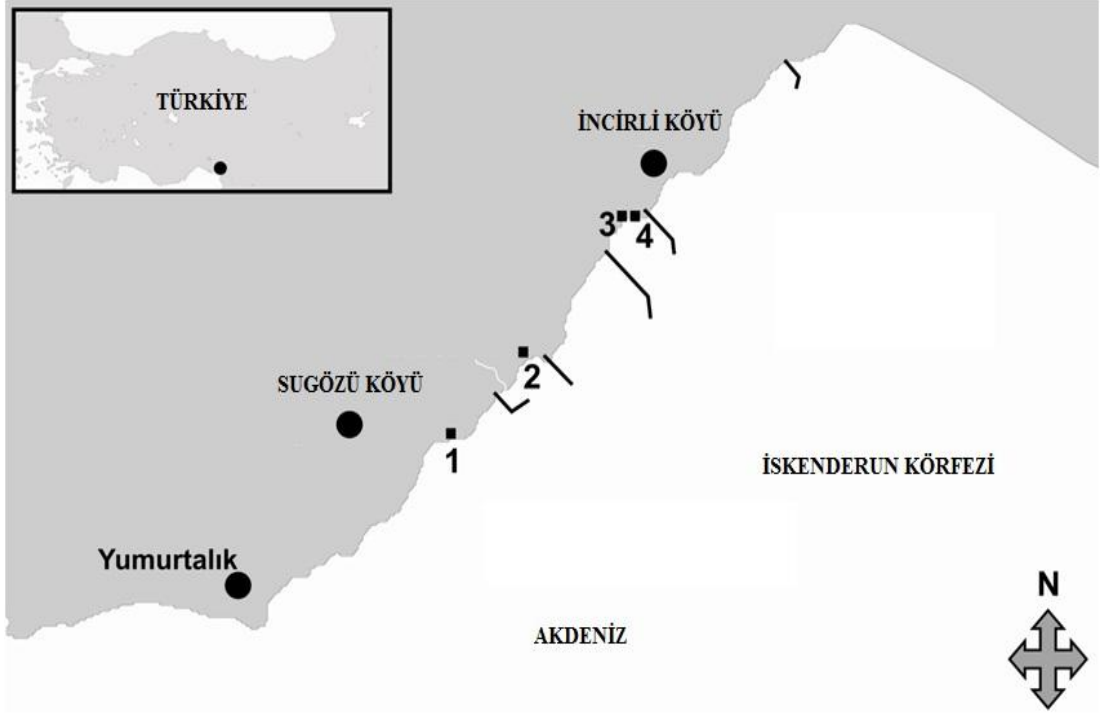 TÜRKİYE
İNCİRLİ KÖYÜ
3
4
2
SUGÖZÜ KÖYÜ
1
İSKENDERUN KÖRFEZİ
Yumurtalık
N
AKDENİZ